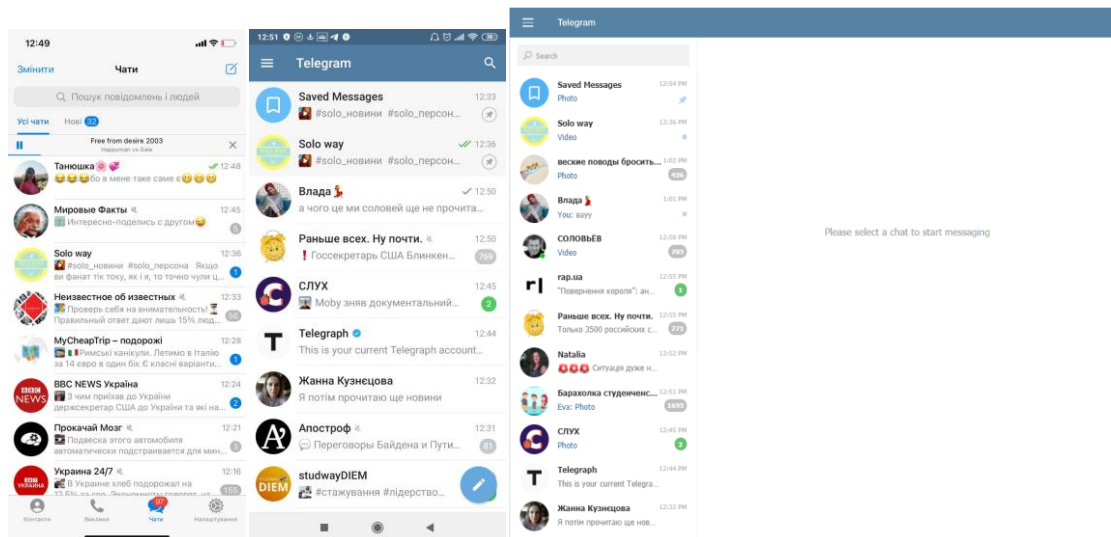 12:49
Змінити
Чати
Пошук повідомлень і людей
Усі чати Нові 32
Free from desire 2003
Happyman vs Gala
Танюшка 12:48
бо в мене таке саме є
Мировые Факты 12:45
Интересно-поделись с другом
6
Solo way 12:36
#solo_новини #solo_персона Якщо
ви фанат тік току, як і я, то точно чули ц... 1
Неизвестное об известных 12:33
Проверь себя на внимательность!
Правильный ответ дают лишь 15% люд... 56
MyCheapTrip – подорожі 12:28
Римські канікули. Летимо в Італію
за 14 євро в один бік Є класні варіанти... 1
BBC NEWS Україна 12:24
З чим приїхав до України
держсекретар США до України та які на... 2
Прокачай Мозг 12:21
Подвеска этого автомобиля
автоматически подстраивается для мин... 3
Украина 24/7 12:16
В Украине хлеб подорожал на
155
97
Контакти Виклики Чати Налаштування
12:51
Telegram
Saved Messages 12:33
#solo_новини #solo_персон...
Solo way 12:36
#solo_новини #solo_персон...
Влада 12:50
а чого це ми соловей ще не прочита...
Раньше всех. Ну почти. 12:50
Госсекретарь США Блинкен... 769
СЛУХ 12:45
Moby зняв документальний... 2
Telegraph 12:44
This is your current Telegram account...
Жанна Кузнєцова 12:32
Я потім прочитаю ще новини
Апостроф 12:31
Переговоры Байдена и Пути... 81
studwayDIEM
#стажування #лідерство...
DIEM
Telegram
Search
Saved Messages 12:54 PM
Photo
Solo way 12:36 PM
Video
веские поводы бросить... 1:02 PM
Photo 436
Влада 1:01 PM
You: вауу
СОЛОВЬЁВ 12:58 PM
Video 785
rap.ua 12:55 PM
"Повернення короля": ан... 1
Раньше всех. Ну почти. 12:55 PM
Только 3500 российских с... 771
Natalia 12:52 PM
Ситуація дуже н...
Барахолка студенченс... 12:51 PM
Eva: Photo 1695
СЛУХ 12:45 PM
Photo 2
Telegraph 12:44 PM
This is your current Telegra...
Жанна Кузнєцова 12:32 PM
Я потім прочитаю ще нов...
Please select a chat to start messaging